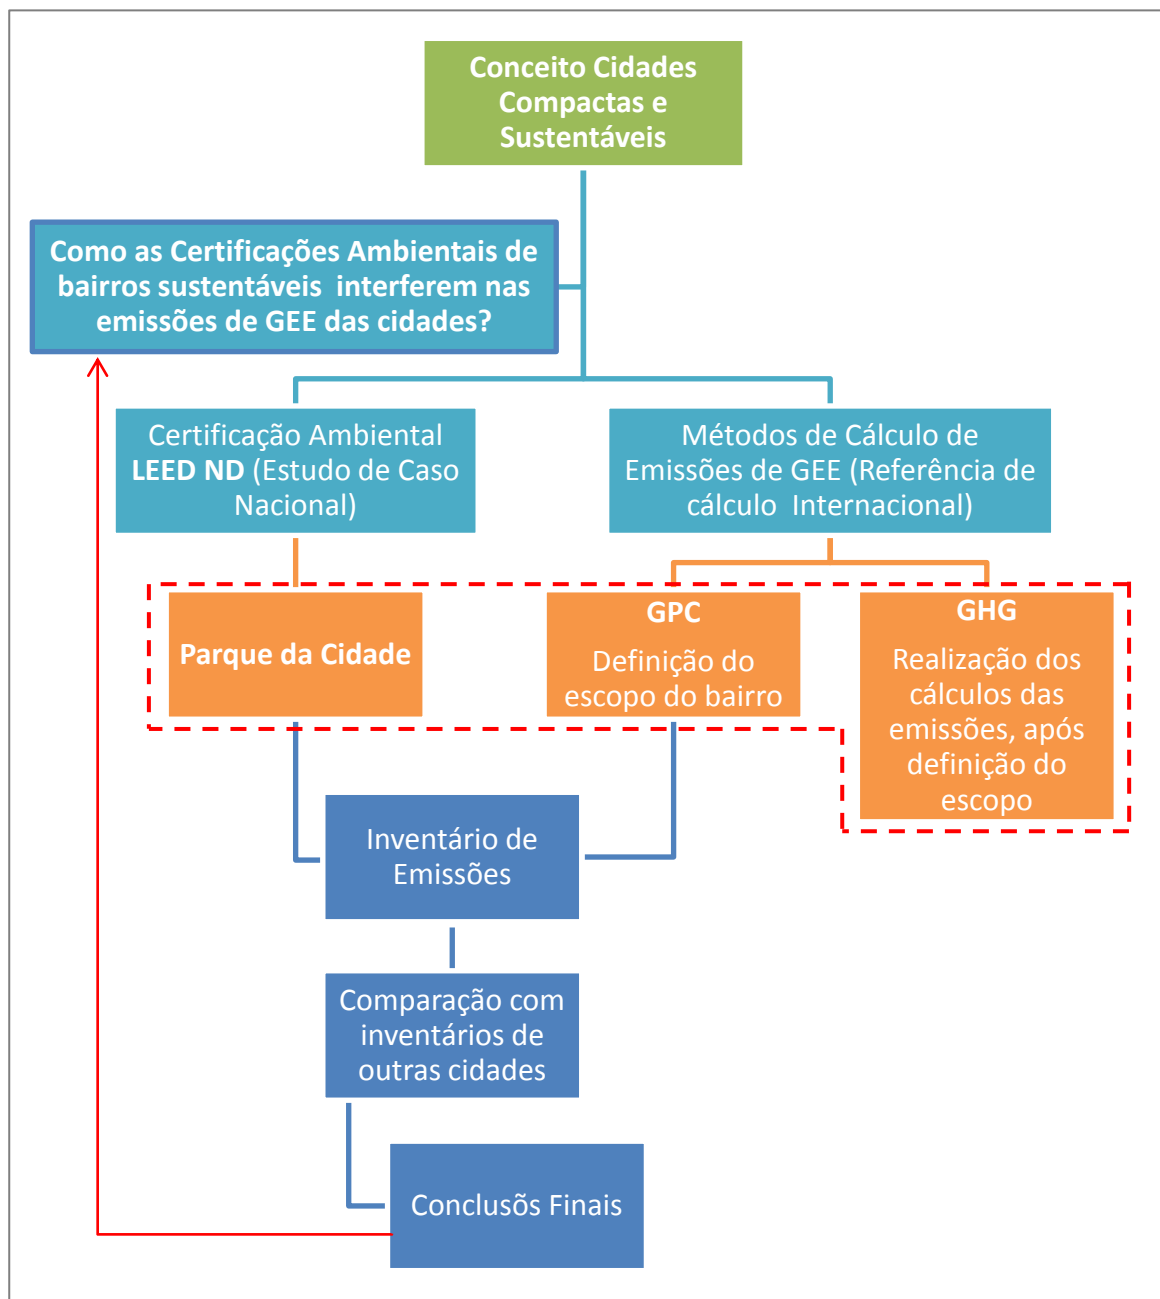 Conceito Cidades
Compactas e
Sustentáveis
Como as Certificações Ambientais de
bairros sustentáveis interferem nas
emissões de GEE das cidades?
Certificação Ambiental
LEED ND (Estudo de Caso
Nacional)
Métodos de Cálculo de
Emissões de GEE (Referência de
cálculo Internacional)
Parque da Cidade
GPC
Definição do
escopo do bairro
GHG
Realização dos
cálculos das
emissões, após
definição do
escopo
Inventário de
Emissões
Comparação com
inventários de
outras cidades
Conclusõs Finais